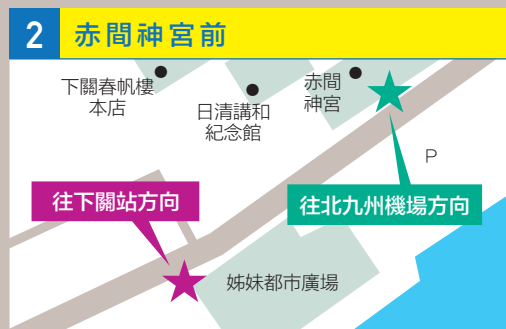 2 赤間神宮前
下關春帆樓
本店
日清講和
紀念館
赤間
神宮
P
往下關站方向
往北九州機場方向
姊妹都市廣場